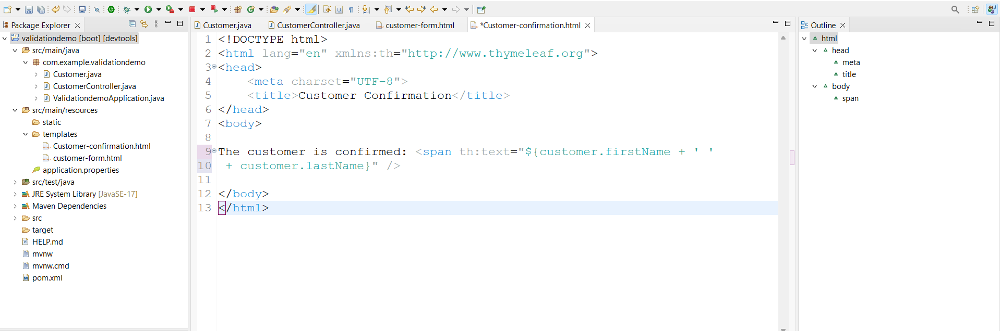 Package Explorer
validationdemo [boot] [devtools]
src/main/java
com.example.validationdemo
Customer.java
CustomerController.java
ValidationdemoApplication.java
src/main/resources
static
templates
Customer-confirmation.html
customer-form.html
application.properties
src/test/java
JRE System Library [JavaSE-17]
Maven Dependencies
src
target
HELP.md
mvnw
mvnw.cmd
pom.xml
Customer.java
CustomerController.java
customer-form.html
*Customer-confirmation.html
1 <!DOCTYPE html>
2 <html lang="en" xmlns:th="http://www.thymeleaf.org">
3 <head>
4     <meta charset="UTF-8">
5     <title>Customer Confirmation</title>
6 </head>
7 <body>
8
9 The customer is confirmed: <span th:text="${customer.firstName + ' '
10  + customer.lastName}" />
11
12 </body>
13 </html>
Outline
html
head
meta
title
body
span